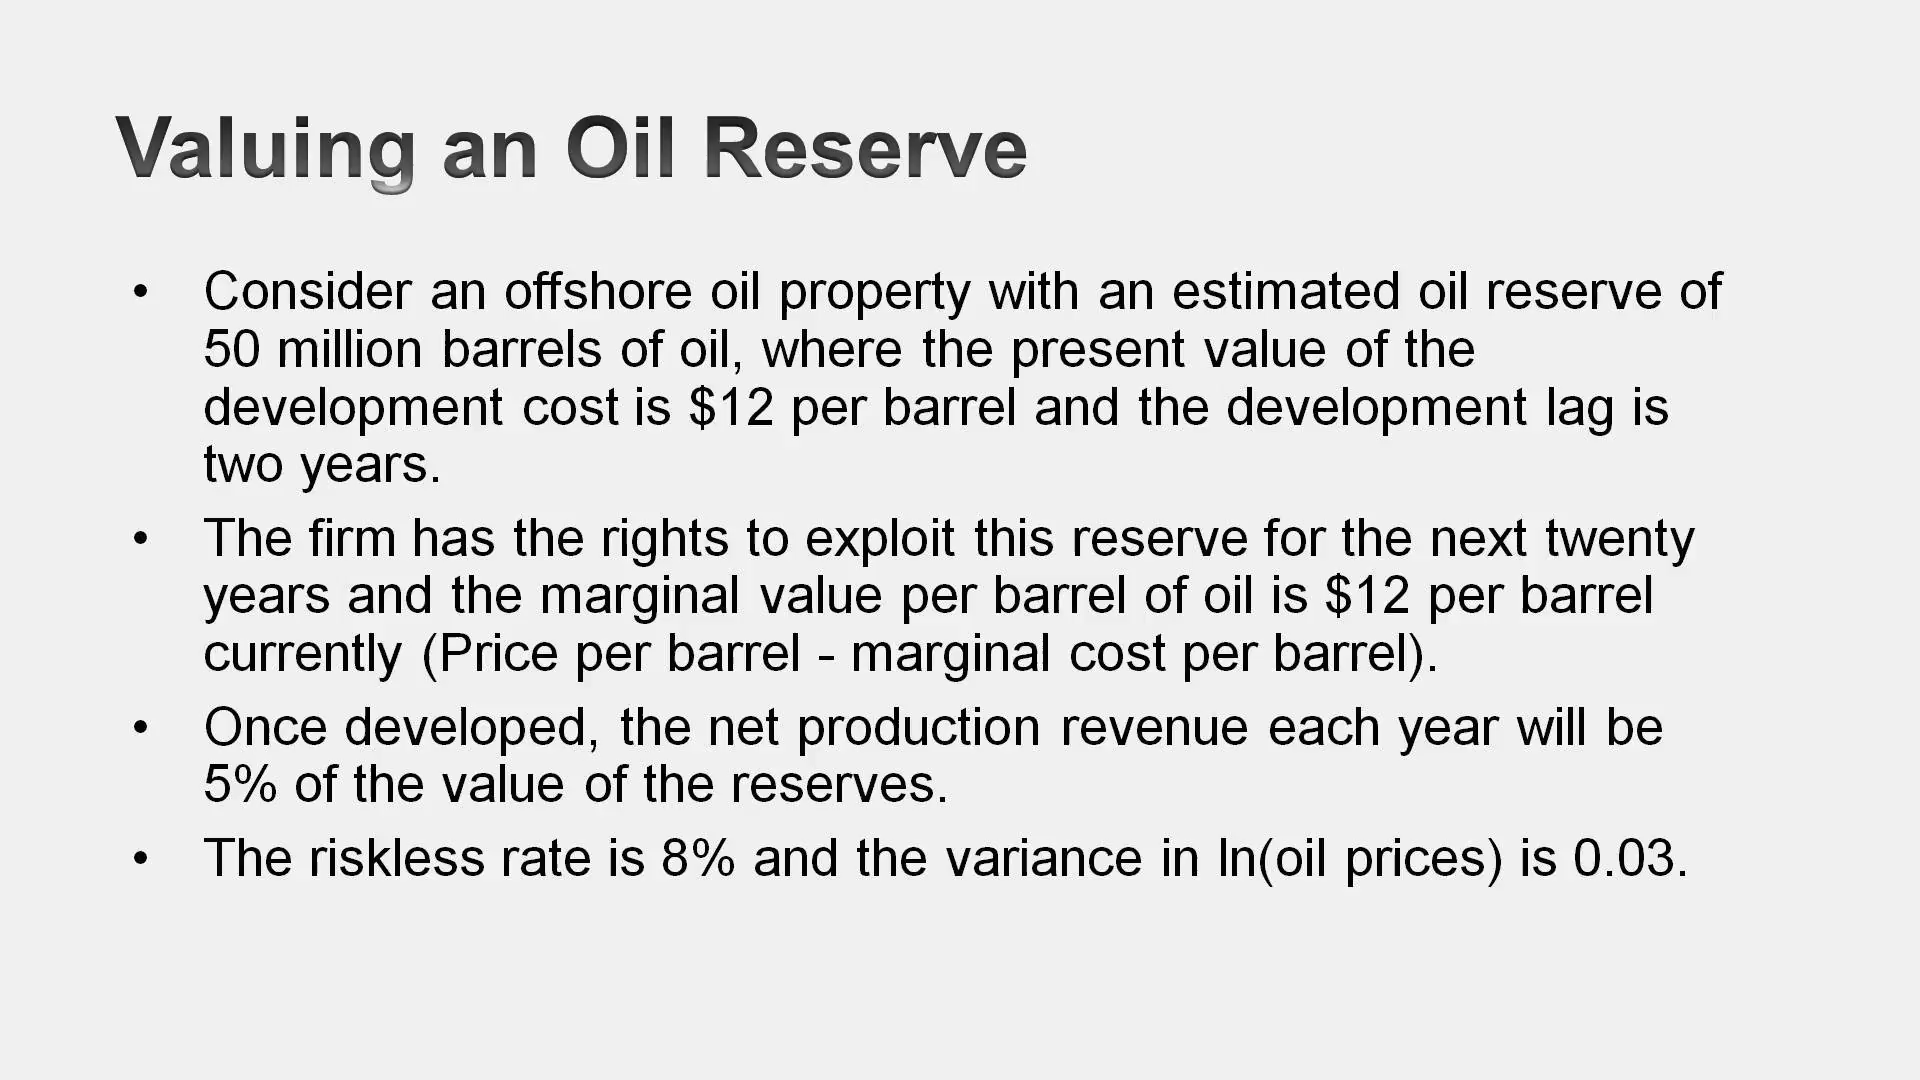 Valuing an Oil Reserve
• Consider an offshore oil property with an estimated oil reserve of
50 million barrels of oil, where the present value of the
development cost is $12 per barrel and the development lag is
two years.
• The firm has the rights to exploit this reserve for the next twenty
years and the marginal value per barrel of oil is $12 per barrel
currently (Price per barrel - marginal cost per barrel).
• Once developed, the net production revenue each year will be
5% of the value of the reserves.
• The riskless rate is 8% and the variance in ln(oil prices) is 0.03.